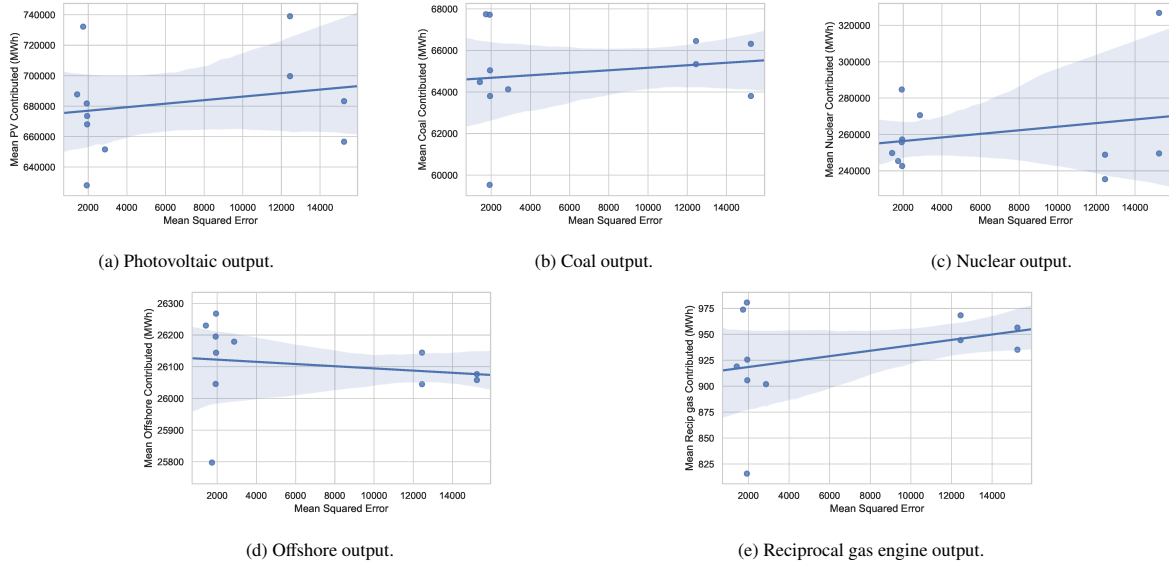 Mean PV Contributed (MWh)
740000
720000
700000
680000
660000
640000
2000 4000 6000 8000 10000 12000 14000
Mean Squared Error
(a) Photovoltaic output.
Mean Coal Contributed (MWh)
68000
66000
64000
62000
60000
2000 4000 6000 8000 10000 12000 14000
Mean Squared Error
(b) Coal output.
Mean Nuclear Contributed (MWh)
320000
300000
280000
260000
240000
2000 4000 6000 8000 10000 12000 14000
Mean Squared Error
(c) Nuclear output.
Mean Offshore Contributed (MWh)
26300
26200
26100
26000
25900
25800
2000 4000 6000 8000 10000 12000 14000
Mean Squared Error
(d) Offshore output.
Mean Recip gas Contributed (MWh)
975
950
925
900
875
850
825
2000 4000 6000 8000 10000 12000 14000
Mean Squared Error
(e) Reciprocal gas engine output.